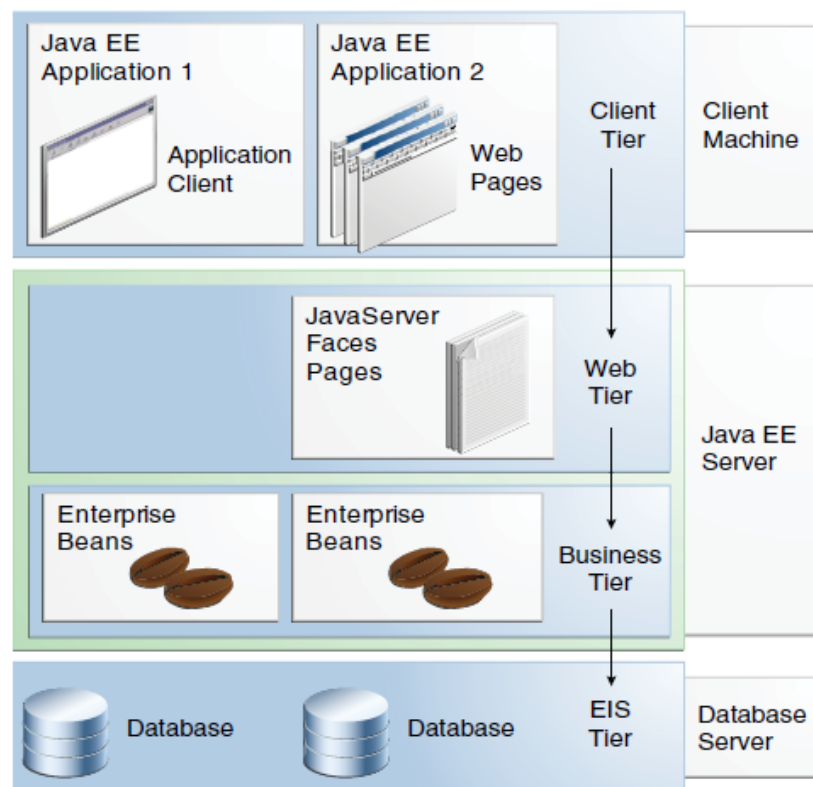 Java EE
Application 1
Application
Client
Java EE
Application 2
Web
Pages
Client
Tier
Client
Machine
JavaServer
Faces
Pages
Web
Tier
Java EE
Server
Enterprise
Beans
Enterprise
Beans
Business
Tier
Database
Database
EIS
Tier
Database
Server